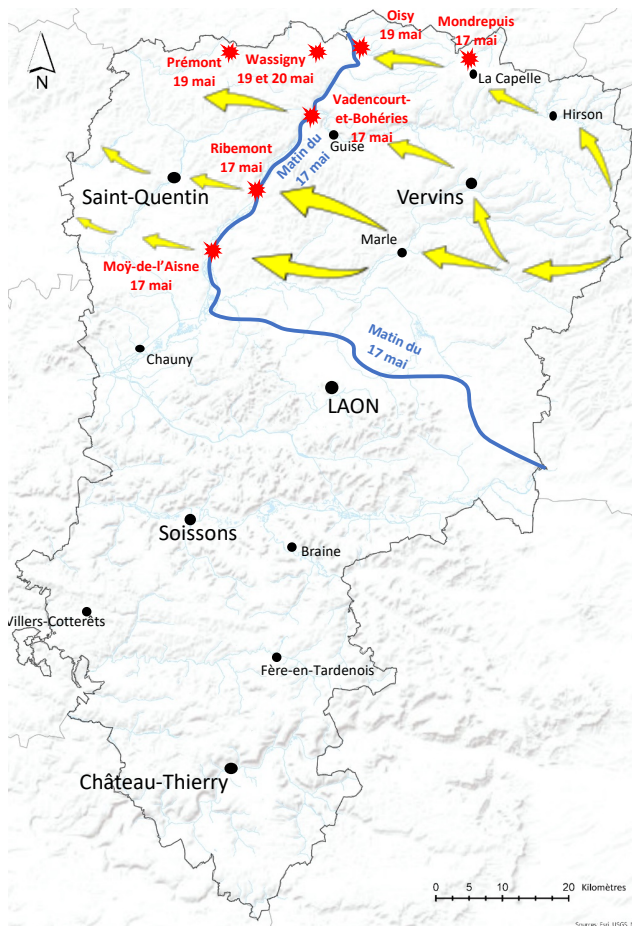 Oisy
19 mai
Mondrepuis
17 mai
Prémont
19 mai
Wassigny
19 et 20 mai
La Capelle
N
Vadencourt-
et-Bohéries
17 mai
Hirson
Guise
Ribemont
17 mai
Matin du
17 mai
Saint-Quentin
Vervins
Marle
Moÿ-de-l'Aisne
17 mai
Matin du
17 mai
Chauny
LAON
Soissons
Braine
Villers-Cotterêts
Fère-en-Tardenois
Château-Thierry
0 5 10 20 Kilomètres
Sources: Esri, USGS,